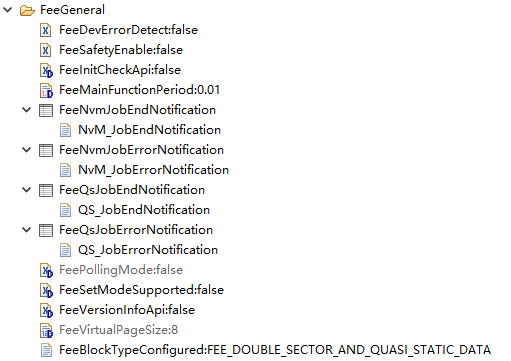 FeeGeneral
FeeDevErrorDetect:false
FeeSafetyEnable:false
FeeInitCheckApi:false
FeeMainFunctionPeriod:0.01
FeeNvmJobEndNotification
NvM_JobEndNotification
FeeNvmJobErrorNotification
NvM_JobErrorNotification
FeeQsJobEndNotification
QS_JobEndNotification
FeeQsJobErrorNotification
QS_JobErrorNotification
FeePollingMode:false
FeeSetModeSupported:false
FeeVersionInfoApi:false
FeeVirtualPageSize:8
FeeBlockTypeConfigured:FEE_DOUBLE_SECTOR_AND_QUASI_STATIC_DATA